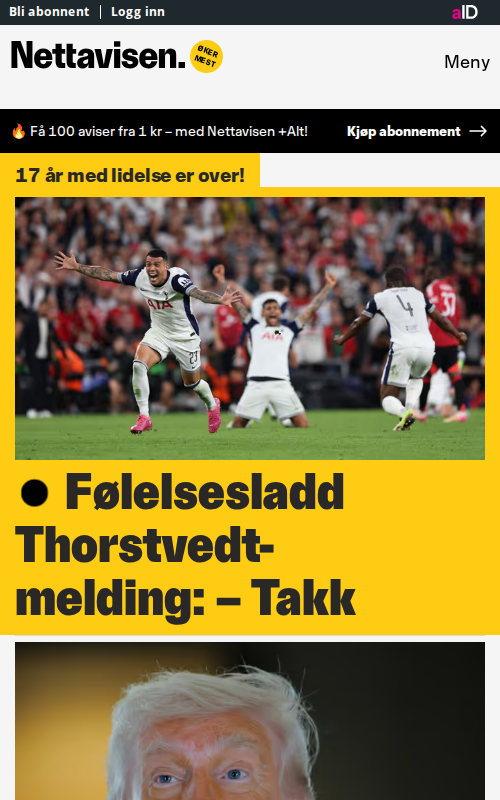 Bli abonnent
Logg inn
aID
Nettavisen.
ØKER
MEST
Meny
🔥 Få 100 aviser fra 1 kr – med Nettavisen +Alt!
Kjøp abonnement →
17 år med lidelse er over!
AIA
23
AIA
4
37
● Følelsesladd
Thorstvedt-
melding: – Takk